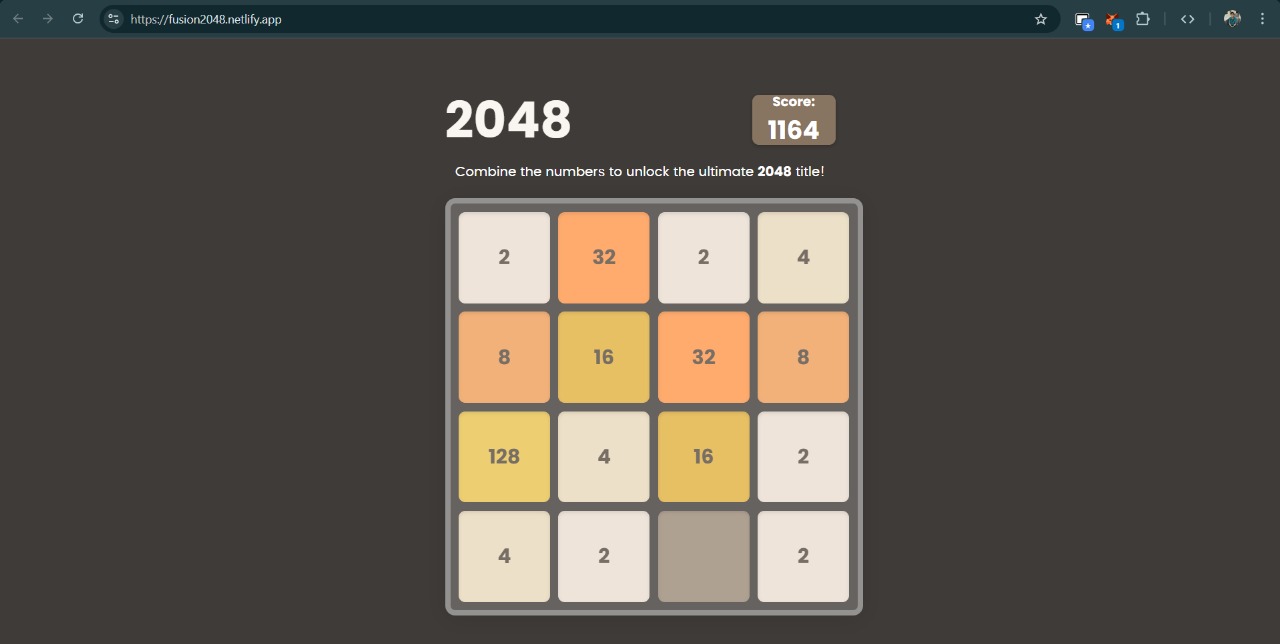 https://fusion2048.netlify.app
1
2048
Score:
1164
Combine the numbers to unlock the ultimate 2048 title!
2 32 2 4
8 16 32 8
128 4 16 2
4 2 2